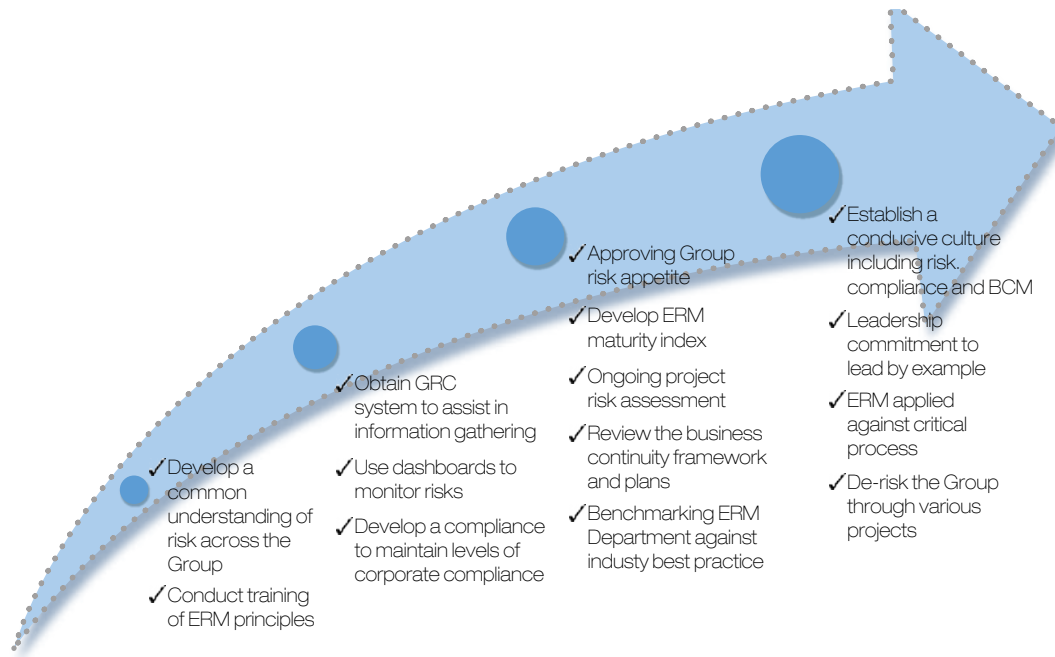 ✓Develop a
common
understanding of
risk across the
Group
✓Conduct training
of ERM principles
✓Obtain GRC
system to assist in
information gathering
✓Use dashboards to
monitor risks
✓Develop a compliance
to maintain levels of
corporate compliance
✓Approving Group
risk appetite
✓Develop ERM
maturity index
✓Ongoing project
risk assessment
✓Review the business
continuity framework
and plans
✓Benchmarking ERM
Department against
industy best practice
✓Establish a
conducive culture
including risk.
compliance and BCM
✓Leadership
commitment to
lead by example
✓ERM applied
against critical
process
✓De-risk the Group
through various
projects